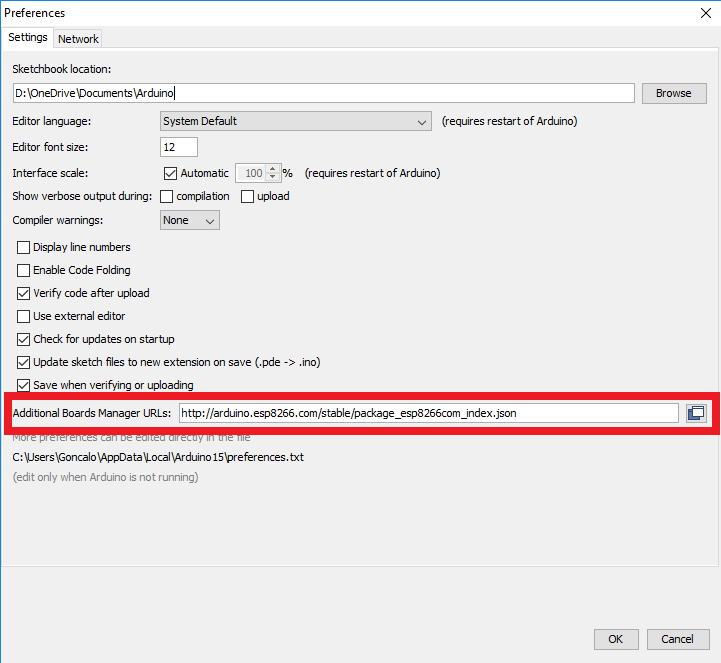 Preferences
Settings Network
Sketchbook location:
D:\OneDrive\Documents\Arduino Browse
Editor language: System Default (requires restart of Arduino)
Editor font size: 12
Interface scale: Automatic 100 % (requires restart of Arduino)
Show verbose output during: compilation upload
Compiler warnings: None
Display line numbers
Enable Code Folding
Verify code after upload
Use external editor
Check for updates on startup
Update sketch files to new extension on save (.pde -> .ino)
Save when verifying or uploading
Additional Boards Manager URLs: http://arduino.esp8266.com/stable/package_esp8266com_index.json
More preferences can be edited directly in the file
C:\Users\Goncalo\AppData\Local\Arduino15\preferences.txt
(edit only when Arduino is not running)
OK Cancel